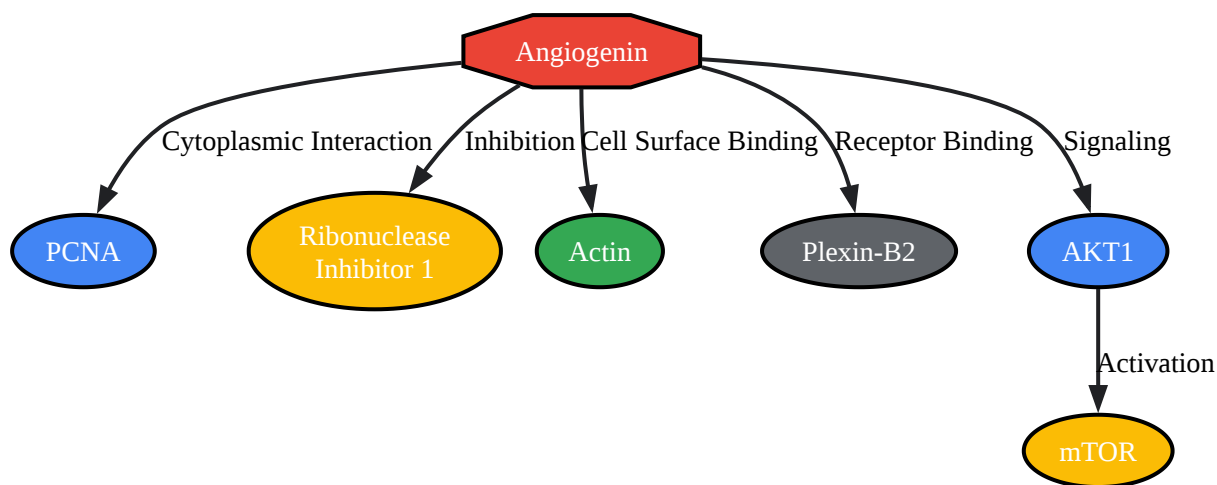 Angiogenin
Cytoplasmic Interaction
Inhibition
Cell Surface Binding
Receptor Binding
Signaling
PCNA
Ribonuclease
Inhibitor 1
Actin
Plexin-B2
AKT1
Activation
mTOR